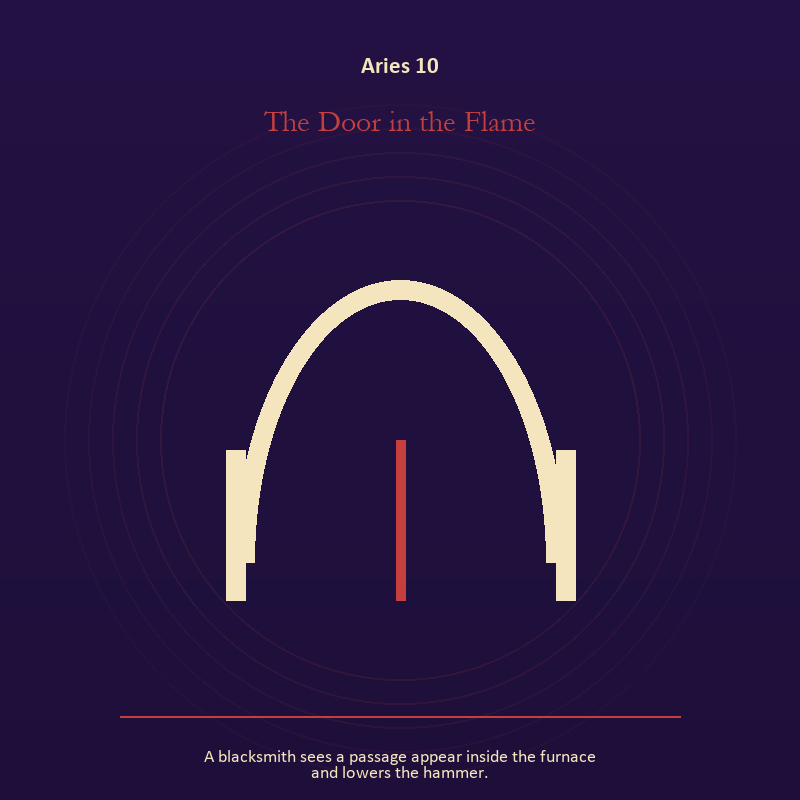 Aries 10
The Door in the Flame
A blacksmith sees a passage appear inside the furnace
and lowers the hammer.